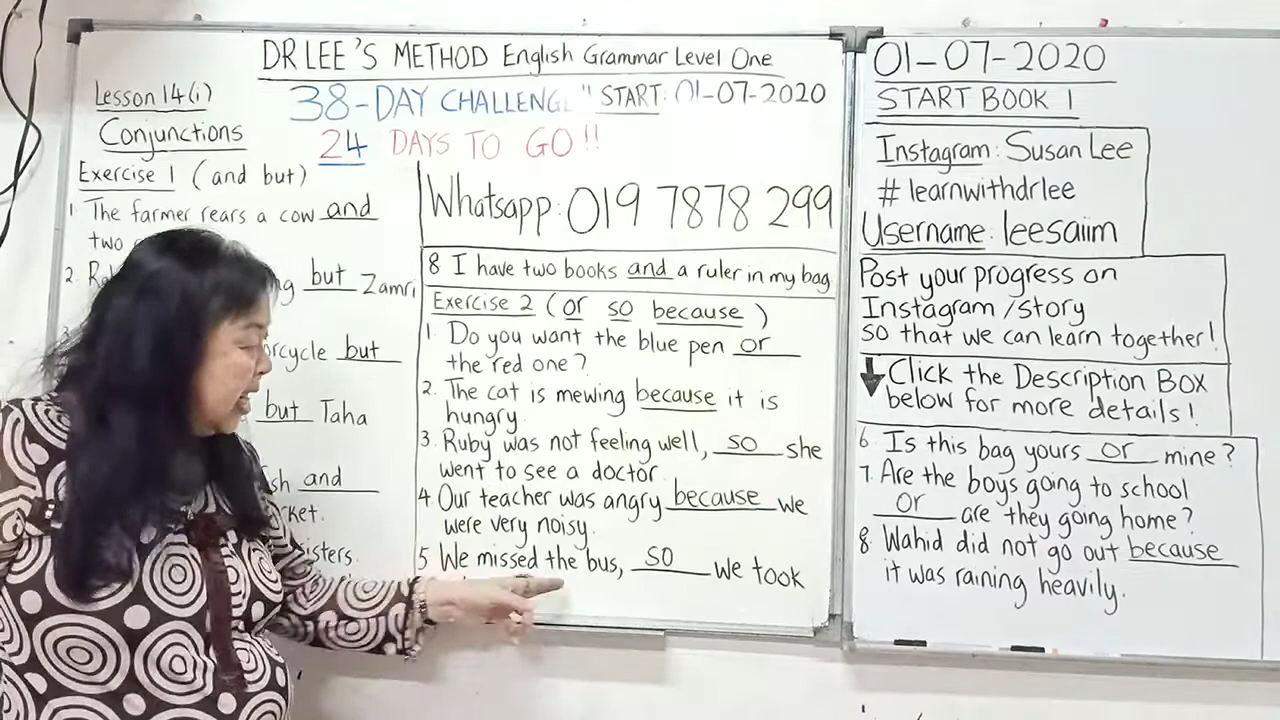 DR LEE'S METHOD English Grammar Level One
Lesson 14(i)
38-DAY CHALLENGE" START: 01-07-2020
Conjunctions
24 DAYS TO GO!!
Exercise 1 (and but)
1. The farmer rears a cow and
two
2.
but Zamri
but
but Taha
and
Whatsapp: 019 7878 299
8 I have two books and a ruler in my bag
Exercise 2 (or so because)
1. Do you want the blue pen or
the red one?
2. The cat is mewing because it is
hungry.
3. Ruby was not feeling well, so she
went to see a doctor.
4 Our teacher was angry because we
were very noisy.
5 We missed the bus, so we took
01-07-2020
START BOOK 1
Instagram: Susan Lee
# learnwithdrlee
Username: leesaiim
Post your progress on
Instagram/Story
so that we can learn together!
Click the Description Box
below for more details!
6. Is this bag yours or mine?
7. Are the boys going to school
or are they going home?
8. Wahid did not go out because
it was raining heavily.